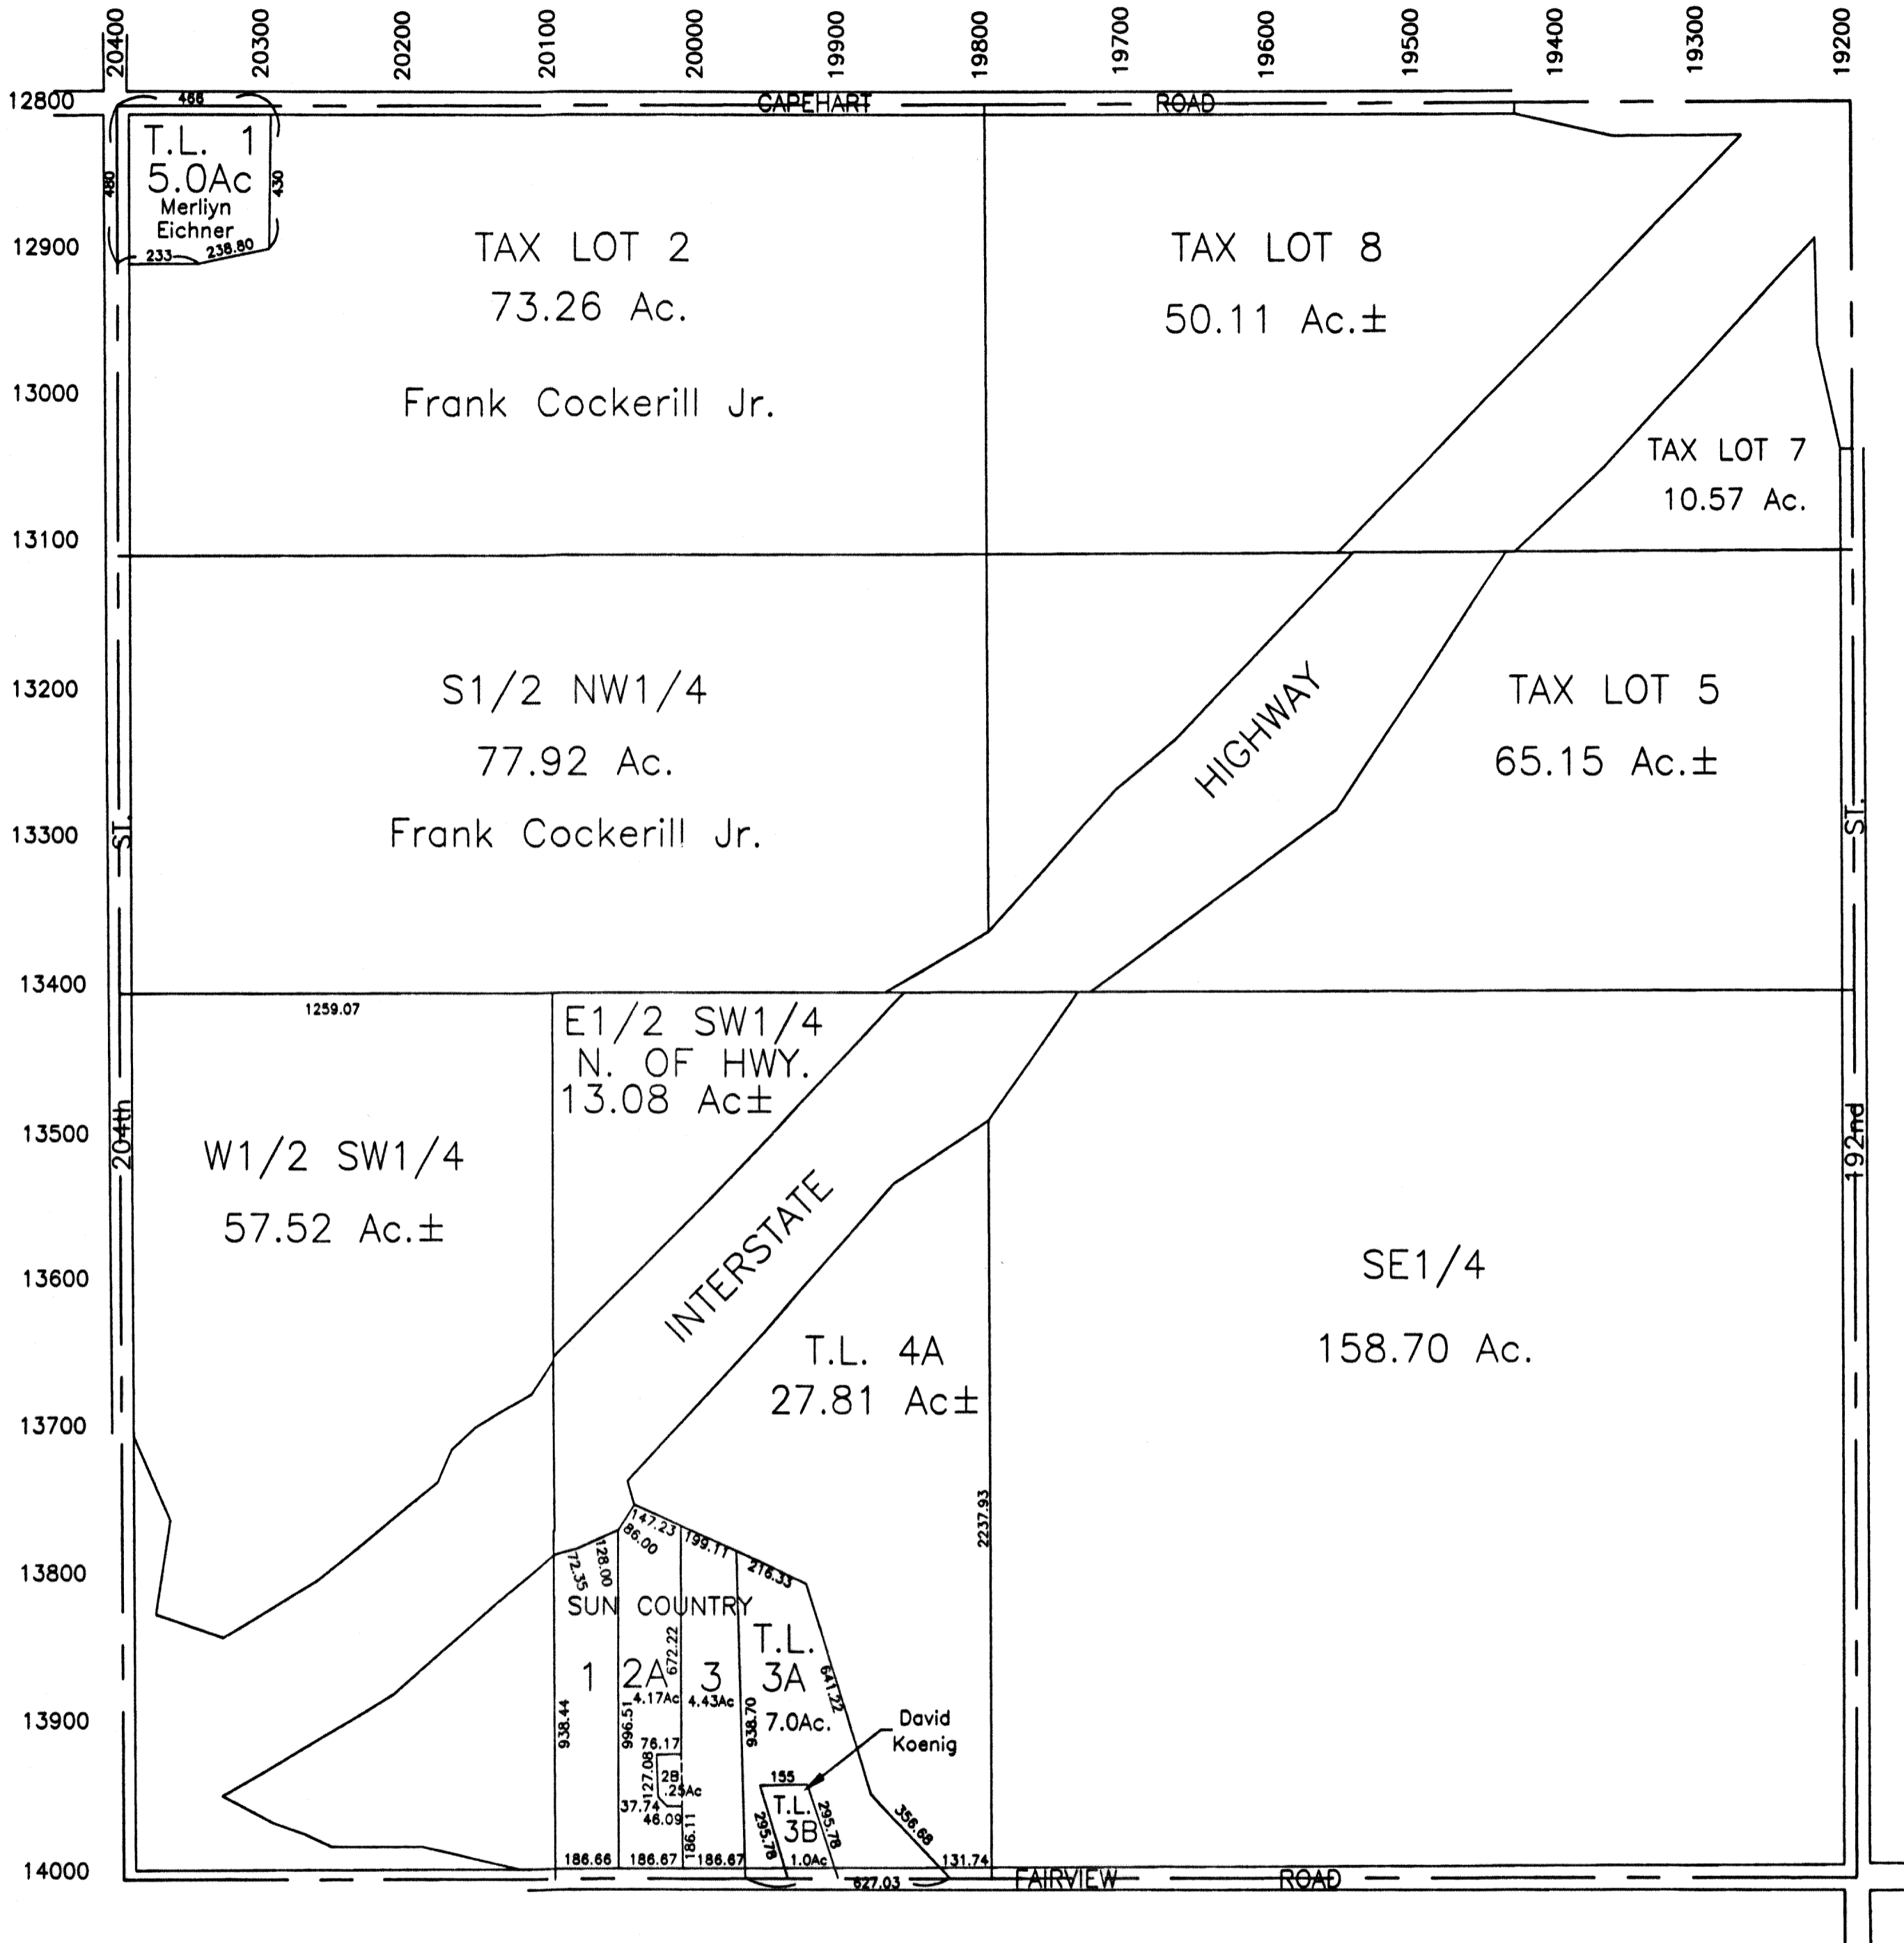 20400
20300
20200
20100
20000
19900
19800
19700
19600
19500
19400
19300
19200
12800
12900
13000
13100
13200
13300
13400
13500
13600
13700
13800
13900
14000
CAPEHART ROAD
466
480
430
T.L. 1
5.0Ac
Merliyn
Eichner
233
238.80
TAX LOT 2
73.26 Ac.
Frank Cockerill Jr.
TAX LOT 8
50.11 Ac.±
TAX LOT 7
10.57 Ac.
S1/2 NW1/4
77.92 Ac.
Frank Cockerill Jr.
HIGHWAY
TAX LOT 5
65.15 Ac.±
204th ST.
192nd ST.
1259.07
E1/2 SW1/4
N. OF HWY.
13.08 Ac±
W1/2 SW1/4
57.52 Ac.±
INTERSTATE
SE1/4
158.70 Ac.
T.L. 4A
27.81 Ac±
2237.93
147.23
86.00
199.11
216.33
72.35
128.00
SUN COUNTRY
1
2A
4.17Ac
672.22
3
4.43Ac
T.L.
3A
7.0Ac.
641.22
938.44
996.51
938.70
David
Koenig
76.17
127.08
2B
.25Ac
37.74
46.09
186.11
155
T.L.
3B
1.0Ac
295.78
295.78
356.68
186.66
186.67
186.67
131.74
627.03
FAIRVIEW ROAD